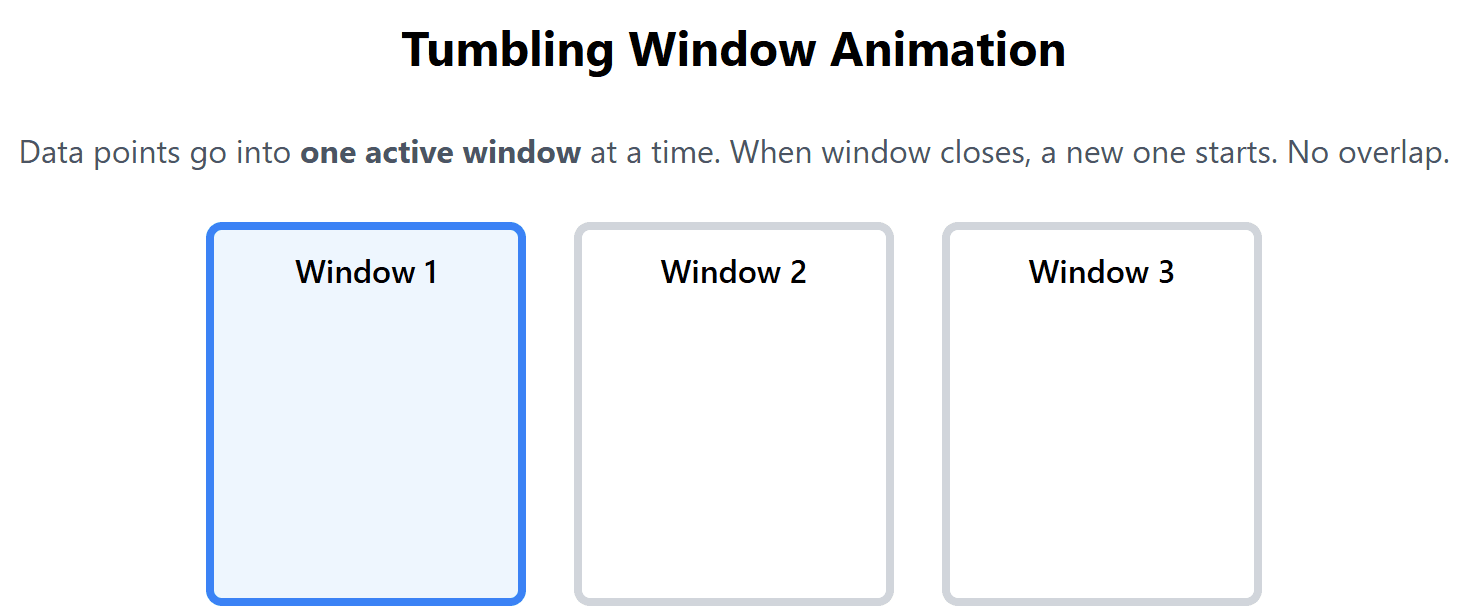 Tumbling Window Animation
Data points go into one active window at a time. When window closes, a new one starts. No overlap.
Window 1
Window 2
Window 3